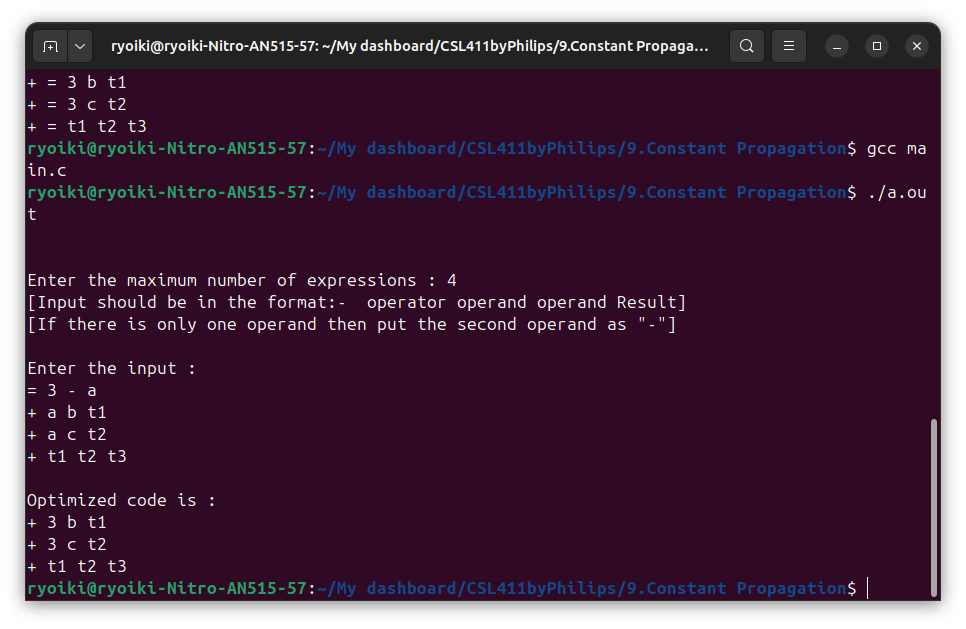 ryoiki@ryoiki-Nitro-AN515-57: ~/My dashboard/CSL411byPhilips/9.Constant Propaga...
+ = 3 b t1
+ = 3 c t2
+ = t1 t2 t3
ryoiki@ryoiki-Nitro-AN515-57:~/My dashboard/CSL411byPhilips/9.Constant Propagation$ gcc ma
in.c
ryoiki@ryoiki-Nitro-AN515-57:~/My dashboard/CSL411byPhilips/9.Constant Propagation$ ./a.ou
t
Enter the maximum number of expressions : 4
[Input should be in the format:-  operator operand operand Result]
[If there is only one operand then put the second operand as "-"]
Enter the input :
= 3 - a
+ a b t1
+ a c t2
+ t1 t2 t3
Optimized code is :
+ 3 b t1
+ 3 c t2
+ t1 t2 t3
ryoiki@ryoiki-Nitro-AN515-57:~/My dashboard/CSL411byPhilips/9.Constant Propagation$